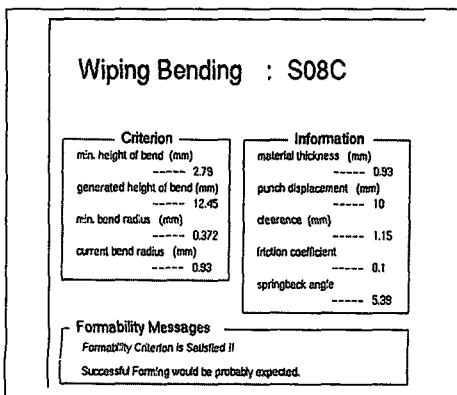 Wiping Bending : S08C
Criterion
min. height of bend (mm)
----- 2.79
generated height of bend (mm)
----- 12.45
min. bend radius (mm)
----- 0.372
current bend radius (mm)
----- 0.93
Information
material thickness (mm)
----- 0.93
punch displacement (mm)
----- 10
clearance (mm)
----- 1.15
friction coefficient
----- 0.1
springback angle
----- 5.39
Formability Messages
Formability Criterion is Satisfied !!
Successful Forming would be probably expected.